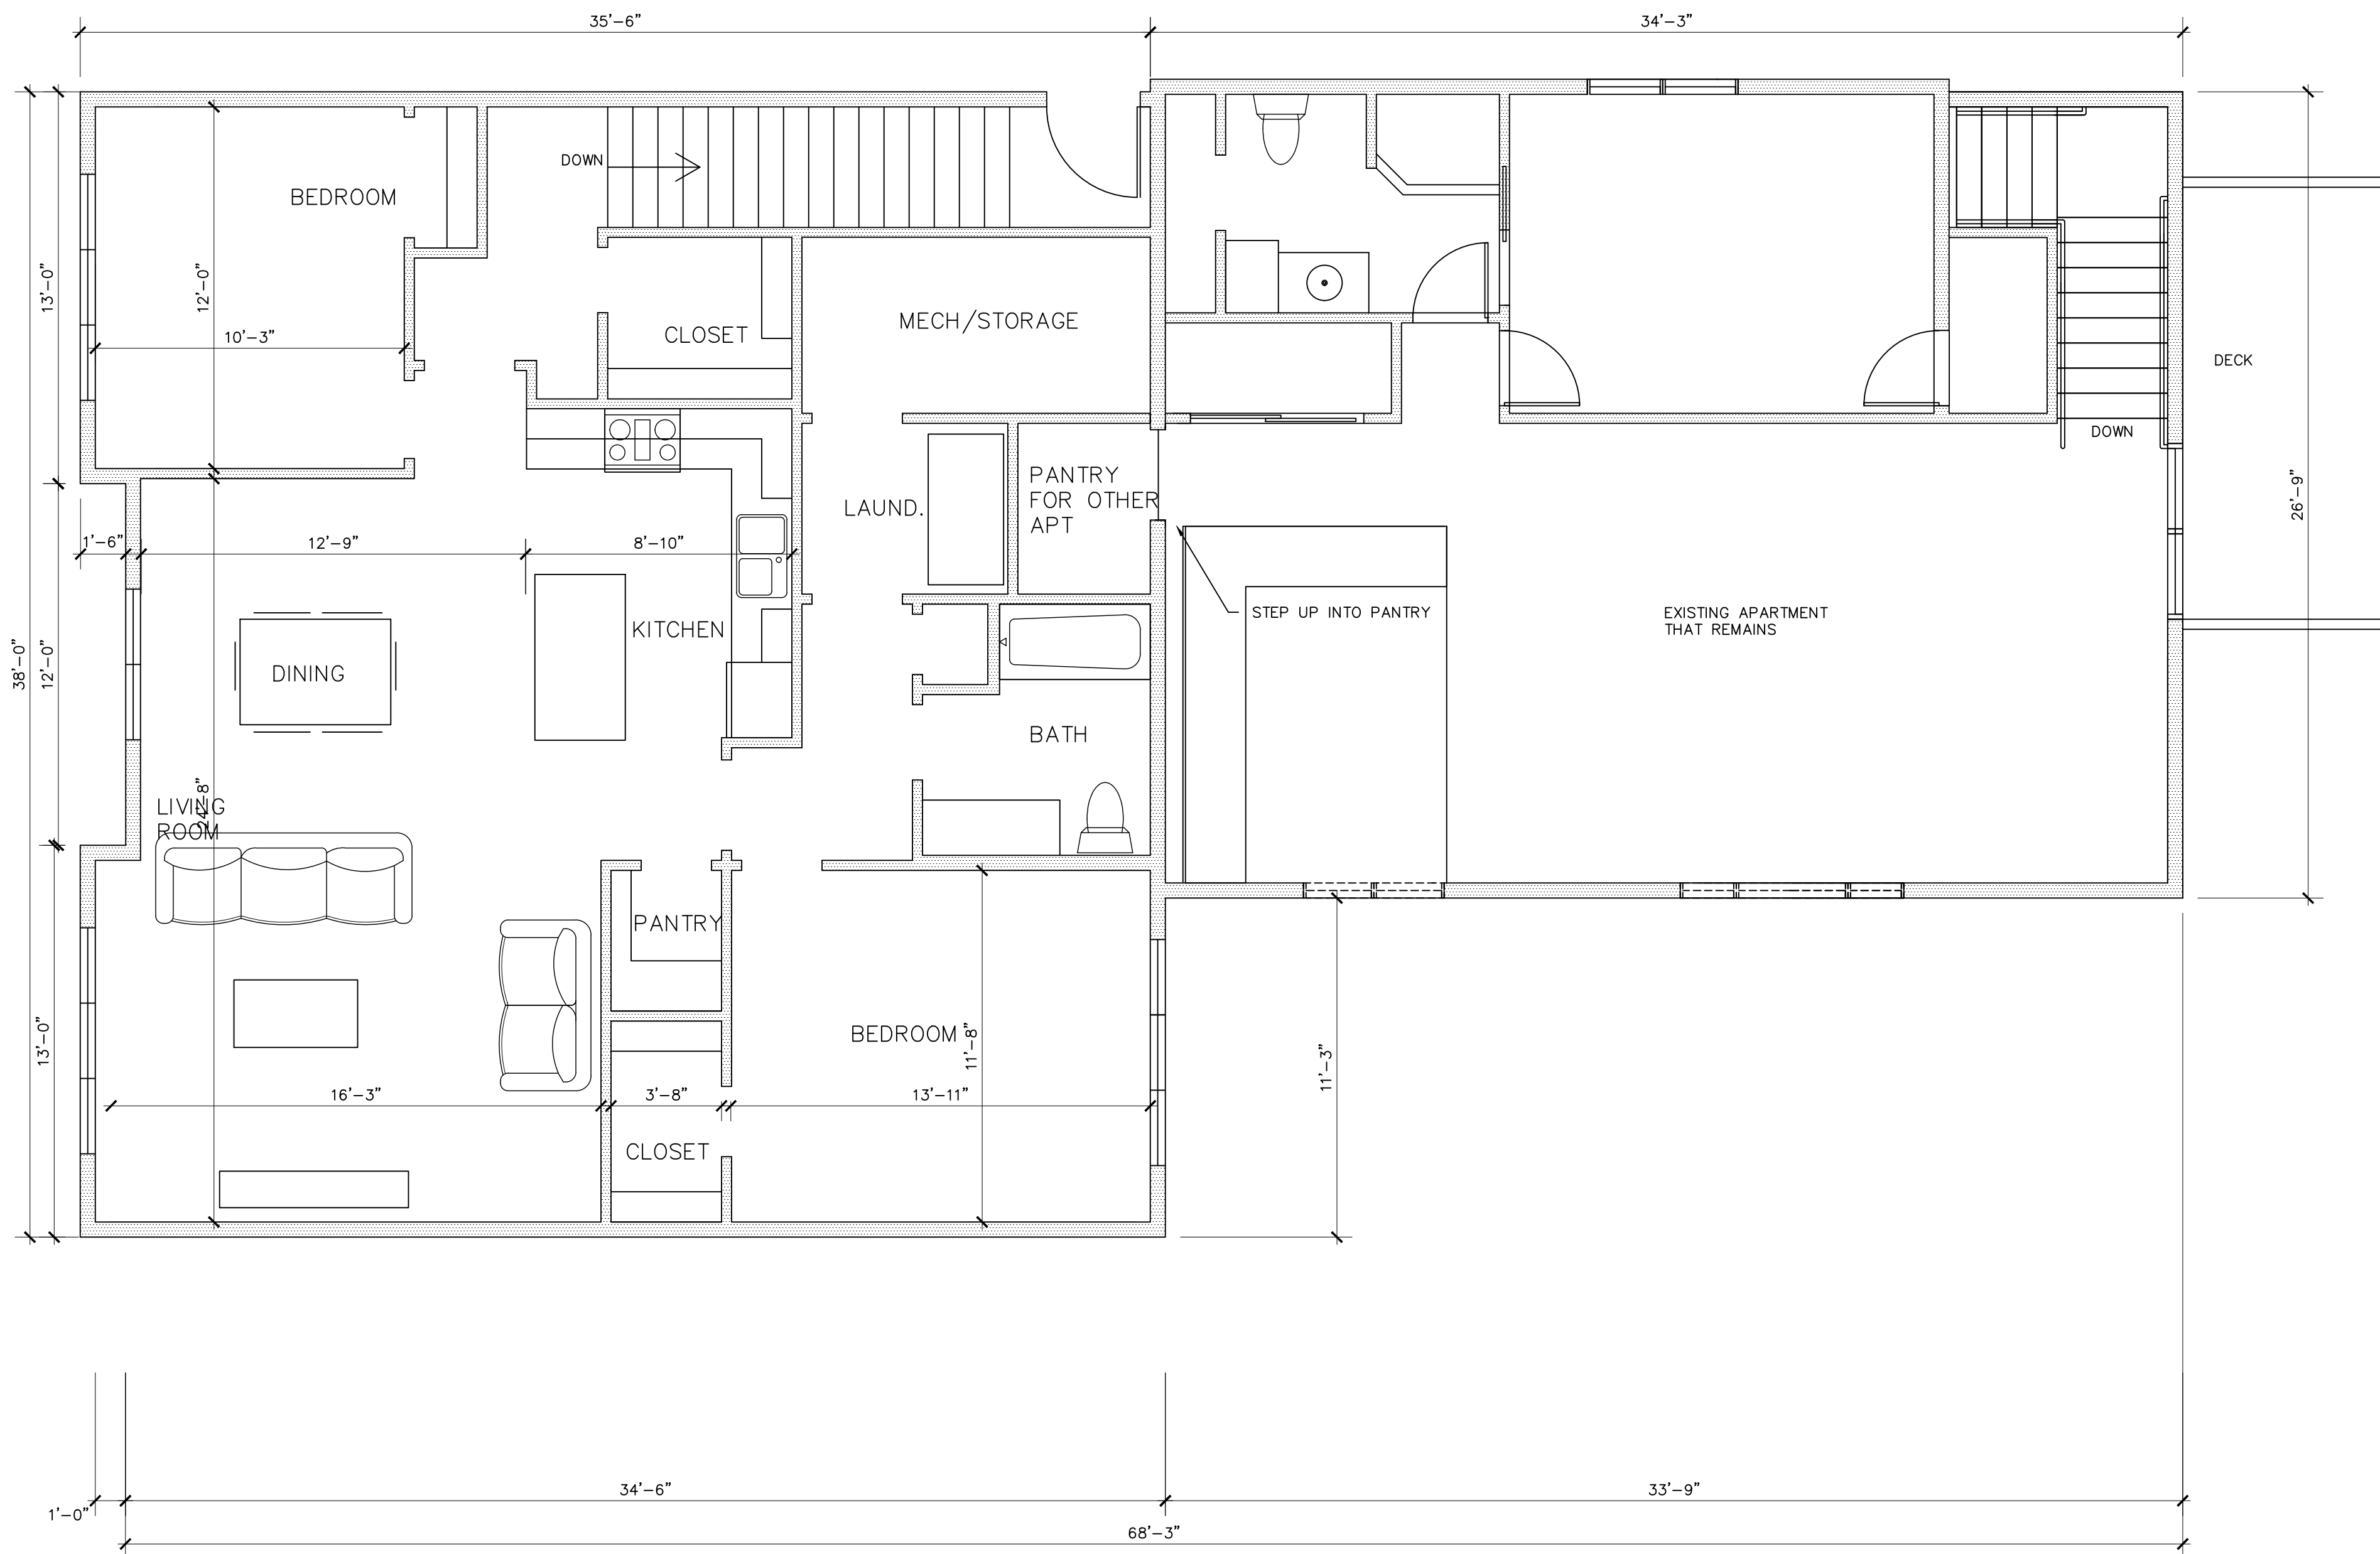 35'-6"
34'-3"
DOWN
BEDROOM
13'-0"
12'-0"
10'-3"
CLOSET
MECH/STORAGE
DECK
DOWN
PANTRY
FOR OTHER
APT
LAUND.
26'-9"
1'-6"
12'-9"
8'-10"
STEP UP INTO PANTRY
EXISTING APARTMENT
THAT REMAINS
KITCHEN
38'-0"
12'-0"
DINING
BATH
24'-8"
LIVING
ROOM
PANTRY
BEDROOM
11'-8"
13'-0"
11'-3"
16'-3"
3'-8"
13'-11"
CLOSET
34'-6"
33'-9"
1'-0"
68'-3"